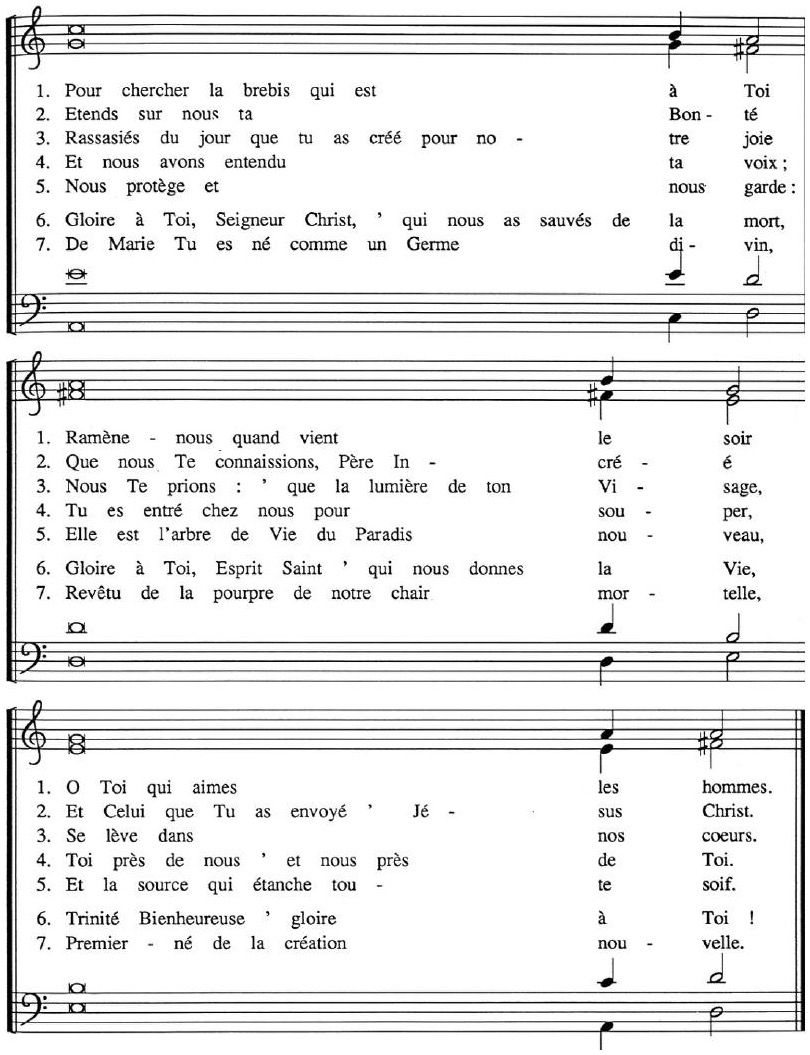 1. Pour chercher la brebis qui est à Toi
2. Etends sur nous ta Bon - té
3. Rassasiés du jour que tu as créé pour no - tre joie
4. Et nous avons entendu ta voix ;
5. Nous protège et nous garde :
6. Gloire à Toi, Seigneur Christ, ’ qui nous as sauvés de la mort,
7. De Marie Tu es né comme un Germe di - vin,
1. Ramène - nous quand vient le soir
2. Que nous Te connaissions, Père In - cré - é
3. Nous Te prions : ’ que la lumière de ton Vi - sage,
4. Tu es entré chez nous pour sou - per,
5. Elle est l’arbre de Vie du Paradis nou - veau,
6. Gloire à Toi, Esprit Saint ’ qui nous donnes la Vie,
7. Revêtu de la pourpre de notre chair mor - telle,
1. O Toi qui aimes les hommes.
2. Et Celui que Tu as envoyé ’ Jé - sus Christ.
3. Se lève dans nos coeurs.
4. Toi près de nous ’ et nous près de Toi.
5. Et la source qui étanche tou - te soif.
6. Trinité Bienheureuse ’ gloire à Toi !
7. Premier - né de la création nou - velle.